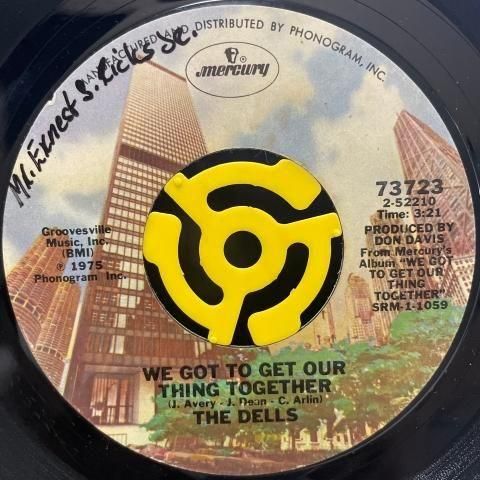 MANUFACTURED AND DISTRIBUTED BY PHONOGRAM, INC.
mercury
Mr. Ernest S. Licks Sr.
73723
2-52210
Time: 3:21
PRODUCED BY
DON DAVIS
From Mercury's
Album "WE GOT
TO GET OUR
THING
TOGETHER"
SRM-1-1059
Groovesville
Music, Inc.
(BMI)
℗ 1975
Phonogram Inc.
WE GOT TO GET OUR
THING TOGETHER
(J. Avery - J. Dean - C. Arlin)
THE DELLS